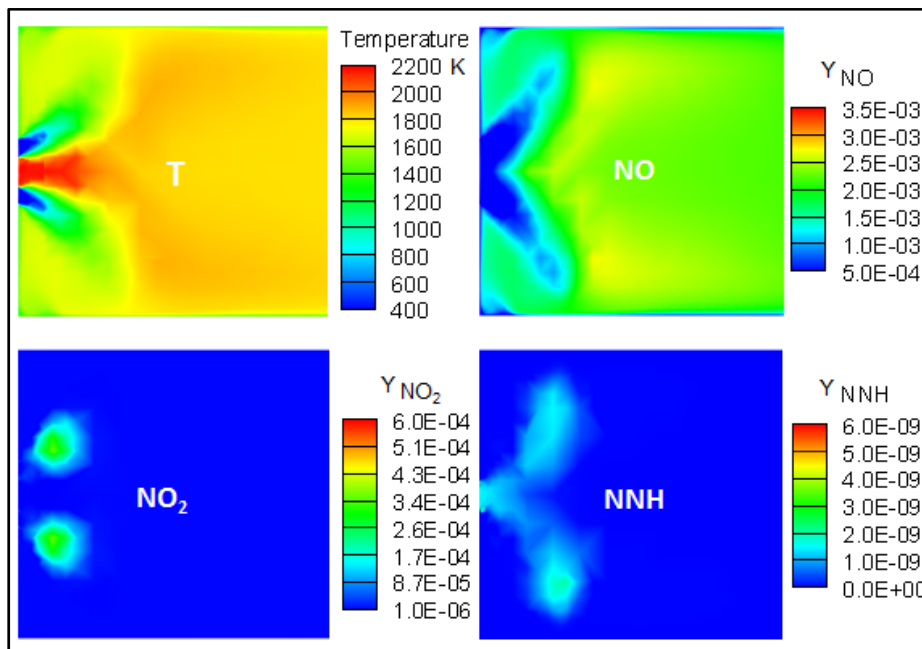 Temperature
2200 K
2000
1800
1600
1400
1200
1000
800
600
400
T
Y NO
3.5E-03
3.0E-03
2.5E-03
2.0E-03
1.5E-03
1.0E-03
5.0E-04
NO
Y NO2
6.0E-04
5.1E-04
4.3E-04
3.4E-04
2.6E-04
1.7E-04
8.7E-05
1.0E-06
NO2
Y NNH
6.0E-09
5.0E-09
4.0E-09
3.0E-09
2.0E-09
1.0E-09
0.0E+00
NNH